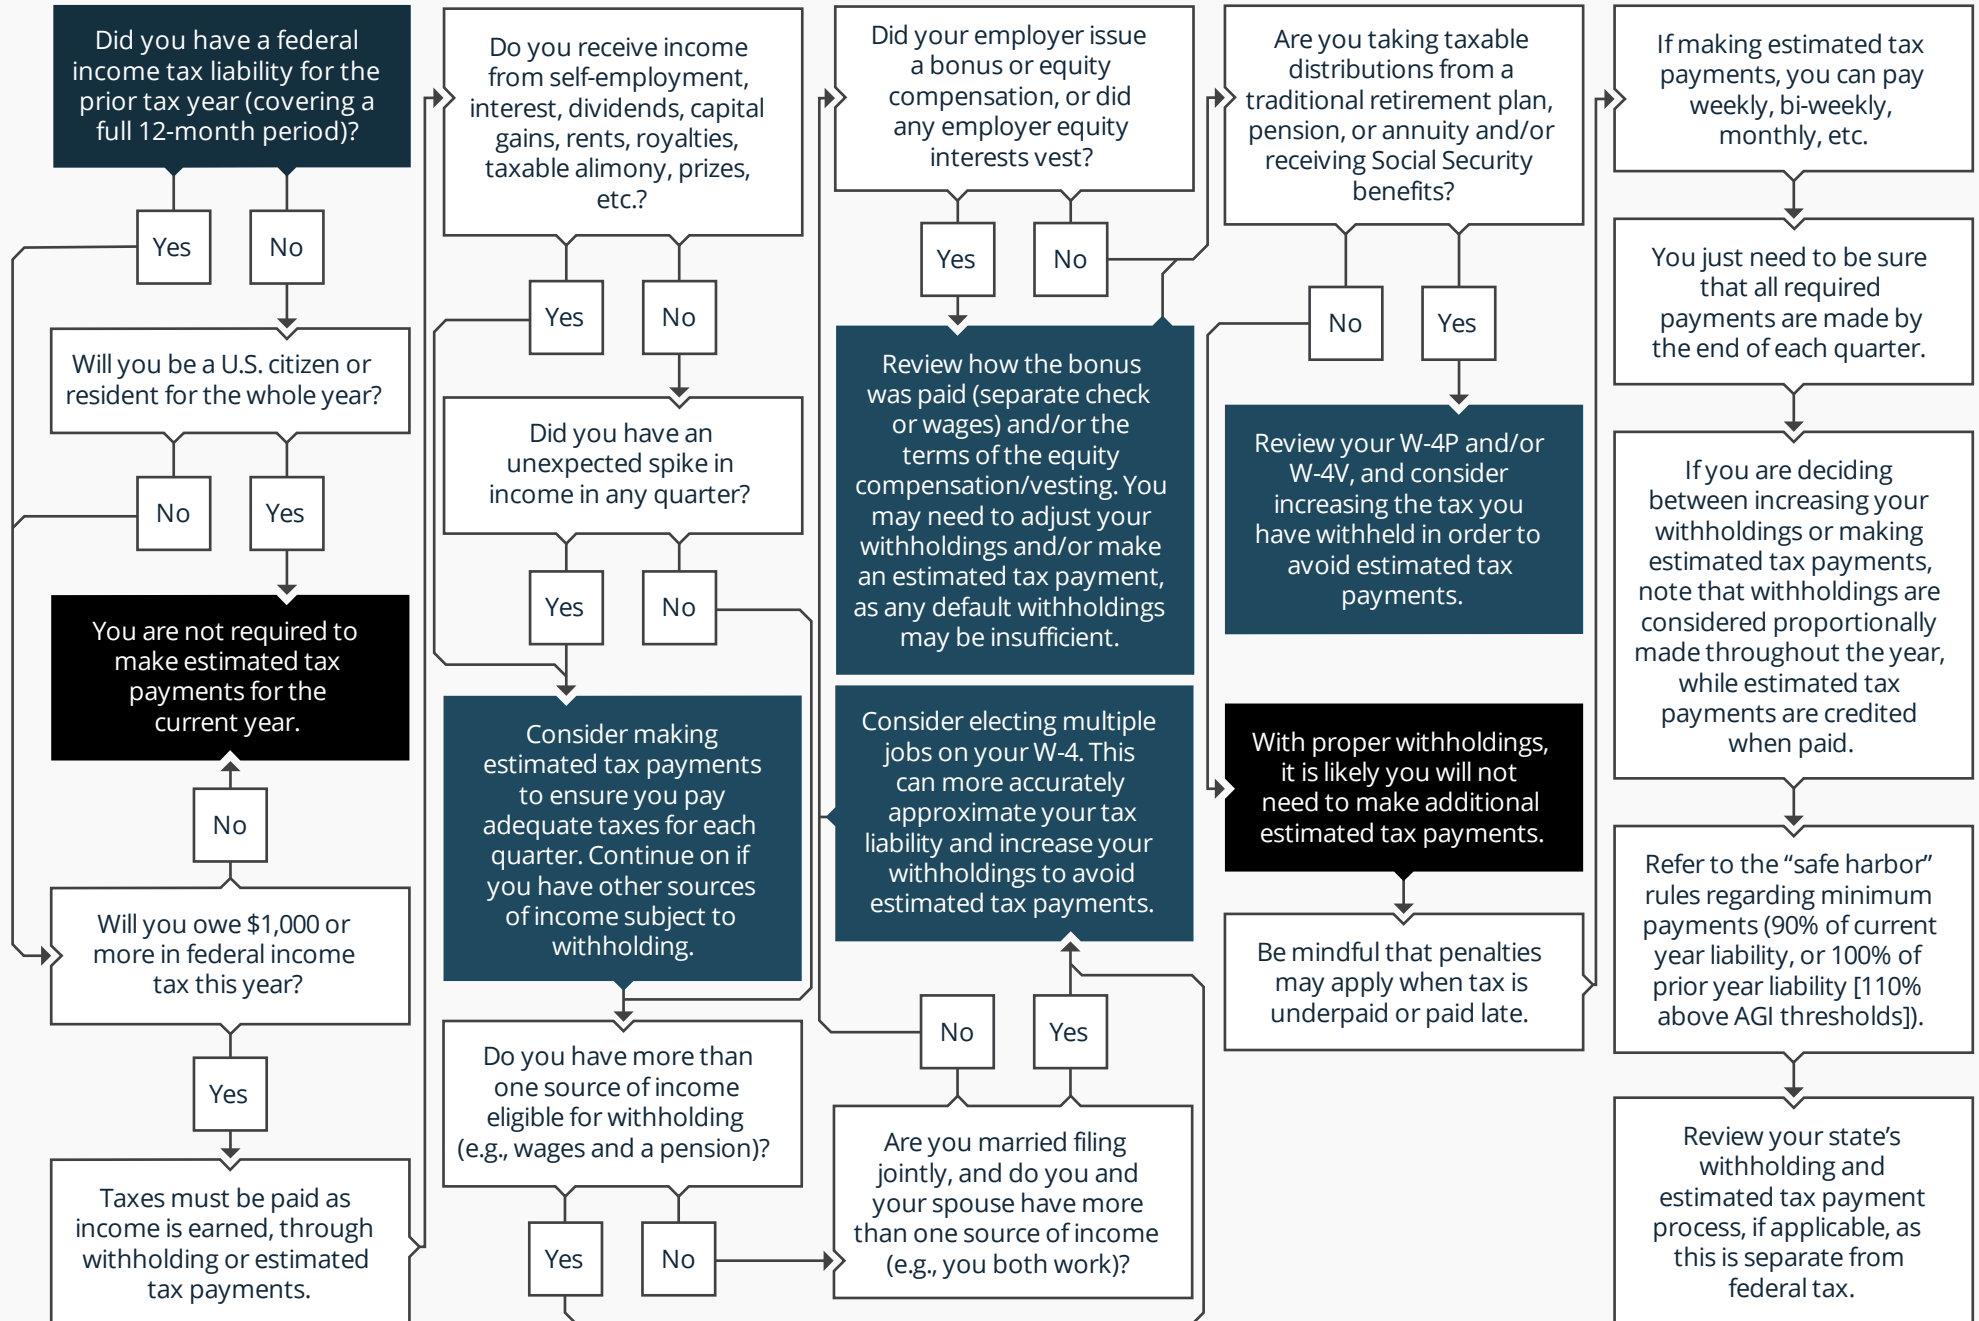 Did you have a federal
income tax liability for the
prior tax year (covering a
full 12-month period)?
Yes
No
Will you be a U.S. citizen or
resident for the whole year?
No
Yes
You are not required to
make estimated tax
payments for the
current year.
No
Will you owe $1,000 or
more in federal income
tax this year?
Yes
Taxes must be paid as
income is earned, through
withholding or estimated
tax payments.
Do you receive income
from self-employment,
interest, dividends, capital
gains, rents, royalties,
taxable alimony, prizes,
etc.?
Yes
No
Did you have an
unexpected spike in
income in any quarter?
Yes
No
Consider making
estimated tax payments
to ensure you pay
adequate taxes for each
quarter. Continue on if
you have other sources
of income subject to
withholding.
Do you have more than
one source of income
eligible for withholding
(e.g., wages and a pension)?
Yes
No
Did your employer issue
a bonus or equity
compensation, or did
any employer equity
interests vest?
Yes
No
Review how the bonus
was paid (separate check
or wages) and/or the
terms of the equity
compensation/vesting. You
may need to adjust your
withholdings and/or make
an estimated tax payment,
as any default withholdings
may be insufficient.
Consider electing multiple
jobs on your W-4. This
can more accurately
approximate your tax
liability and increase your
withholdings to avoid
estimated tax payments.
No
Yes
Are you married filing
jointly, and do you and
your spouse have more
than one source of income
(e.g., you both work)?
Are you taking taxable
distributions from a
traditional retirement plan,
pension, or annuity and/or
receiving Social Security
benefits?
No
Yes
Review your W-4P and/or
W-4V, and consider
increasing the tax you
have withheld in order to
avoid estimated tax
payments.
With proper withholdings,
it is likely you will not
need to make additional
estimated tax payments.
Be mindful that penalties
may apply when tax is
underpaid or paid late.
If making estimated tax
payments, you can pay
weekly, bi-weekly,
monthly, etc.
You just need to be sure
that all required
payments are made by
the end of each quarter.
If you are deciding
between increasing your
withholdings or making
estimated tax payments,
note that withholdings are
considered proportionally
made throughout the year,
while estimated tax
payments are credited
when paid.
Refer to the “safe harbor”
rules regarding minimum
payments (90% of current
year liability, or 100% of
prior year liability [110%
above AGI thresholds]).
Review your state’s
withholding and
estimated tax payment
process, if applicable, as
this is separate from
federal tax.